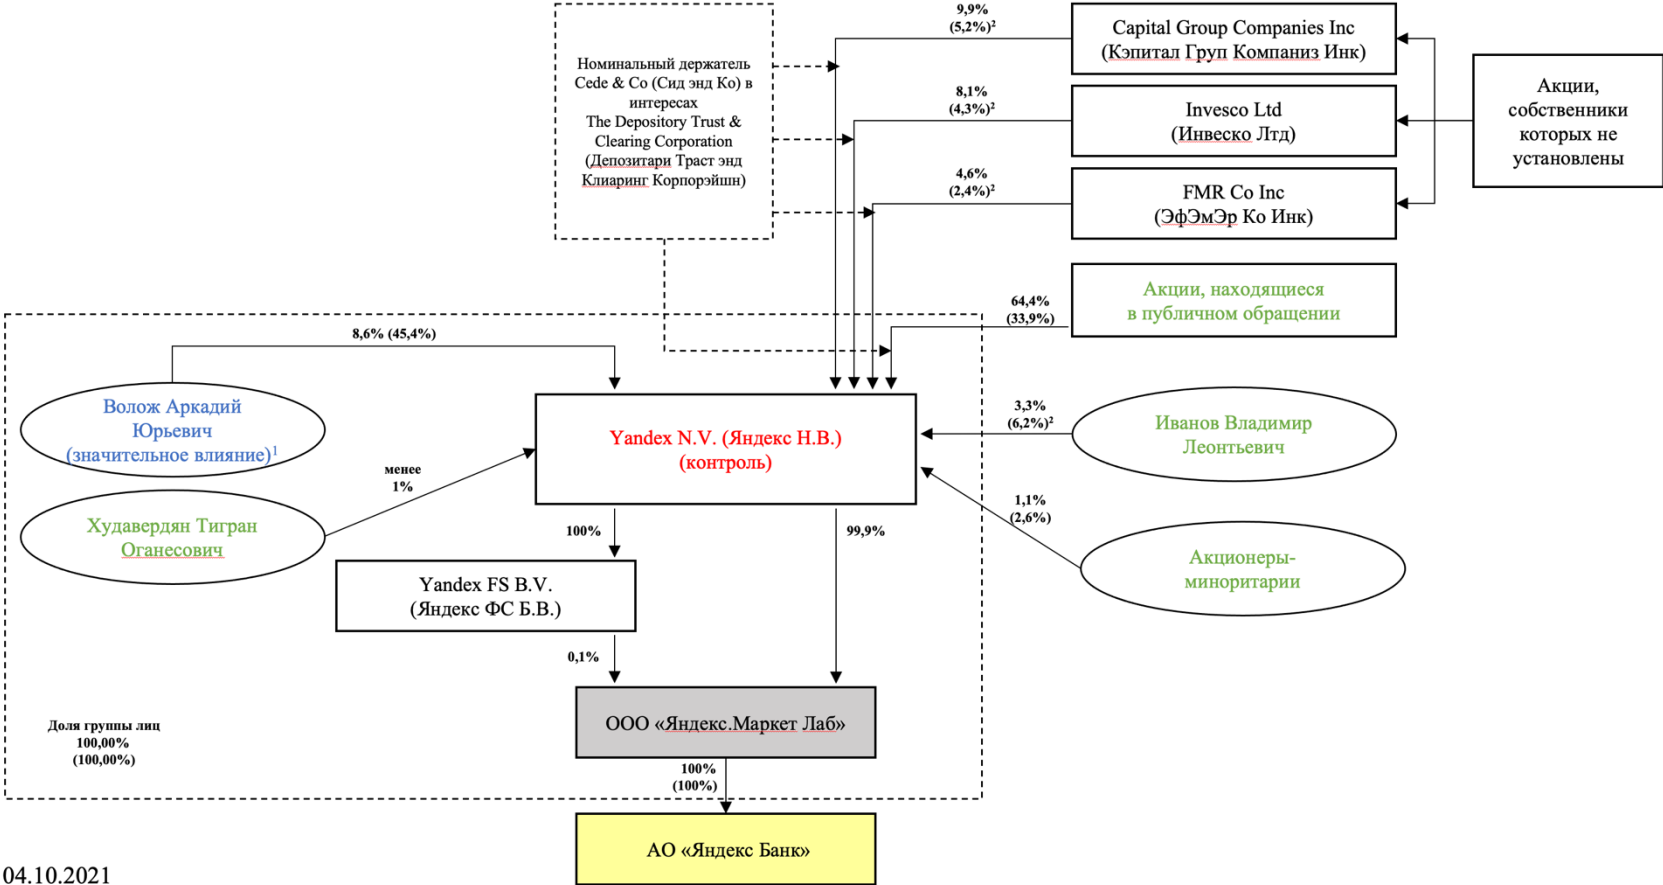 Номинальный держатель
Cede & Co (Сид энд Ко) в
интересах
The Depository Trust &
Clearing Corporation
(Депозитари Траст энд
Клиаринг Корпорэйшн)
9,9%
(5,2%)²
Capital Group Companies Inc
(Кэпитал Груп Компаниз Инк)
8,1%
(4,3%)²
Invesco Ltd
(Инвеско Лтд)
4,6%
(2,4%)²
FMR Co Inc
(ЭфЭмЭр Ко Инк)
Акции,
собственники
которых не
установлены
64,4%
(33,9%)
Акции, находящиеся
в публичном обращении
8,6% (45,4%)
Волож Аркадий
Юрьевич
(значительное влияние)¹
менее
1%
Худавердян Тигран
Оганесович
Yandex N.V. (Яндекс Н.В.)
(контроль)
3,3%
(6,2%)²
Иванов Владимир
Леонтьевич
1,1%
(2,6%)
Акционеры-
миноритарии
100%
99,9%
Yandex FS B.V.
(Яндекс ФС Б.В.)
0,1%
ООО «Яндекс.Маркет Лаб»
Доля группы лиц
100,00%
(100,00%)
100%
(100%)
АО «Яндекс Банк»
04.10.2021